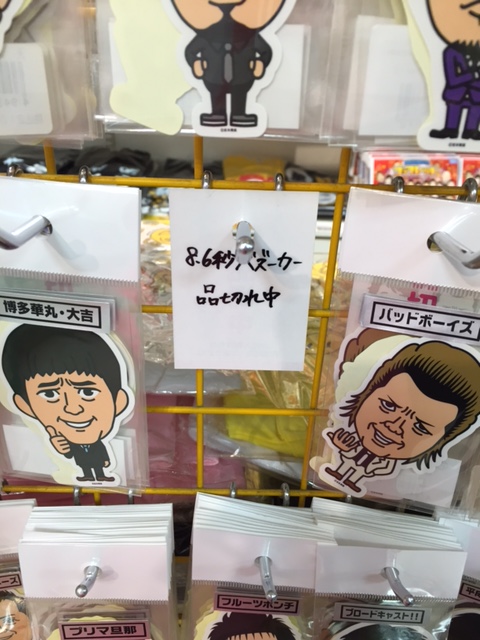 8.6秒バズーカー
品切れ中
博多華丸・大吉
バッドボーイズ
プリマ旦那
フルーツポンチ
ブロードキャスト!!